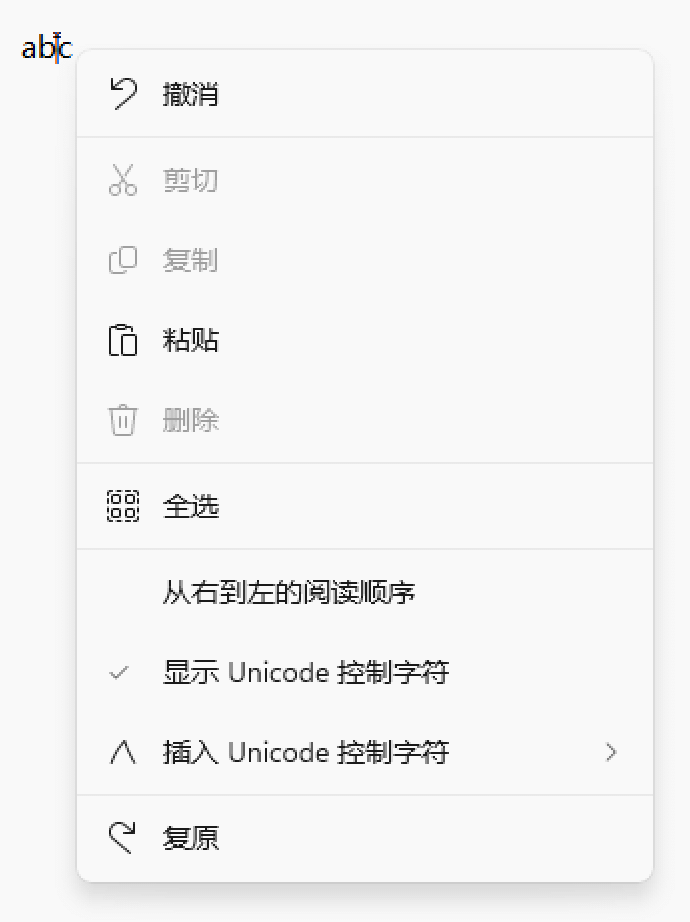 abc
撤消
剪切
复制
粘贴
删除
全选
从右到左的阅读顺序
显示 Unicode 控制字符
插入 Unicode 控制字符
复原